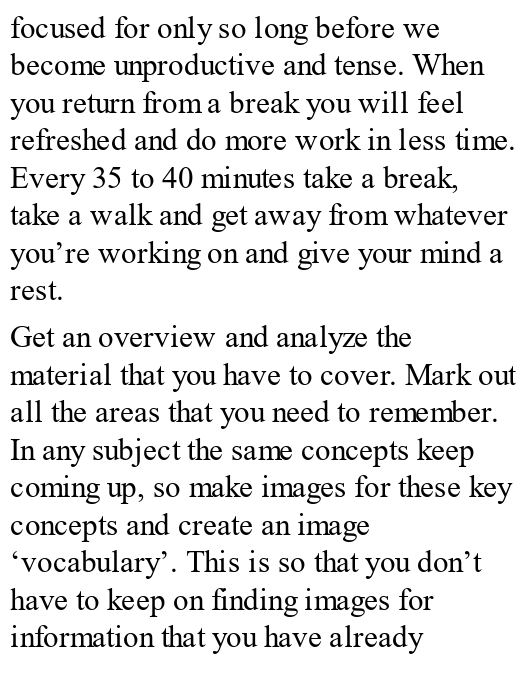 focused for only so long before we
become unproductive and tense. When
you return from a break you will feel
refreshed and do more work in less time.
Every 35 to 40 minutes take a break,
take a walk and get away from whatever
you’re working on and give your mind a
rest.
Get an overview and analyze the
material that you have to cover. Mark out
all the areas that you need to remember.
In any subject the same concepts keep
coming up, so make images for these key
concepts and create an image
‘vocabulary’. This is so that you don’t
have to keep on finding images for
information that you have already